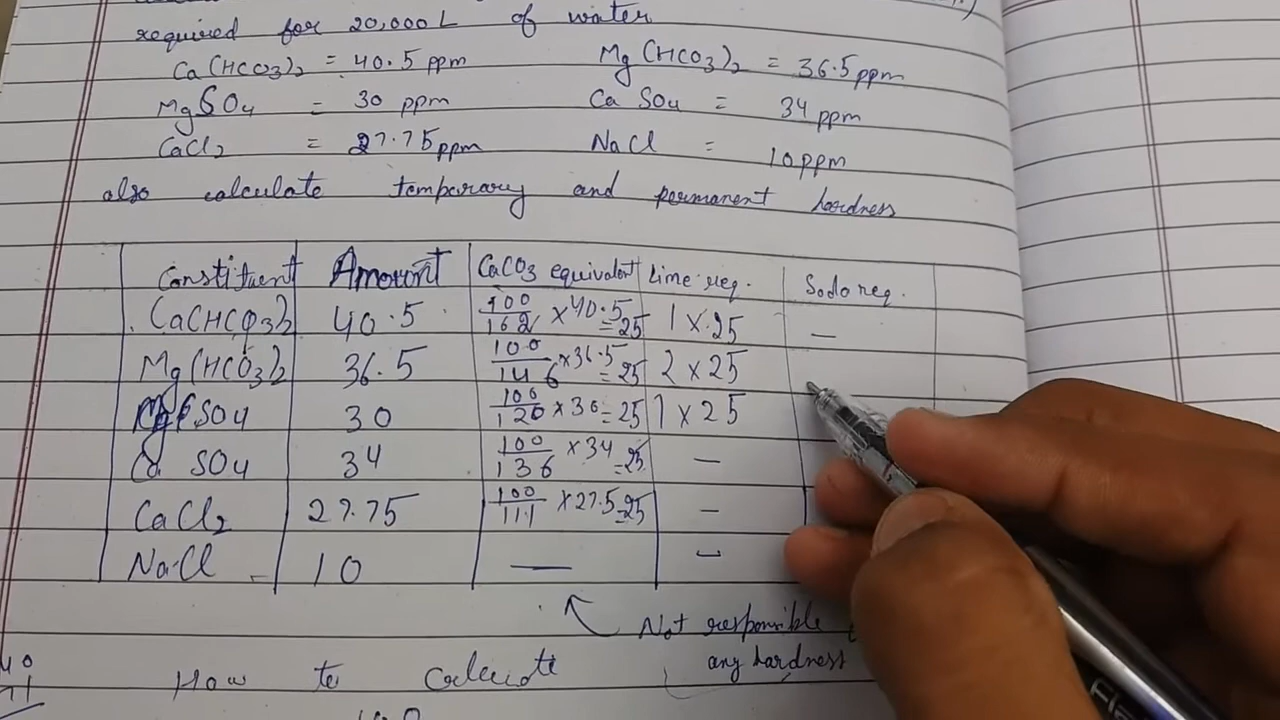 required for 20,000 L of water
Ca(HCO3)2 = 40.5 ppm Mg(HCO3)2 = 36.5 ppm
MgSO4 = 30 ppm CaSO4 = 34 ppm
CaCl2 = 27.75 ppm NaCl = 10 ppm
also calculate temparary and permanent hardness
Constituent Amount CaCO3 equivalent Lime req. Soda req.
Ca(HCO3)2 40.5 100/162 × 40.5 = 25 1 × 25 —
Mg(HCO3)2 36.5 100/146 × 36.5 = 25 2 × 25
MgSO4 30 100/120 × 30 = 25 1 × 25
Ca SO4 34 100/136 × 34 = 25 —
CaCl2 27.75 100/111 × 27.5 = 25 —
NaCl 10 — –
Not responsible
any hardness
How to calculate